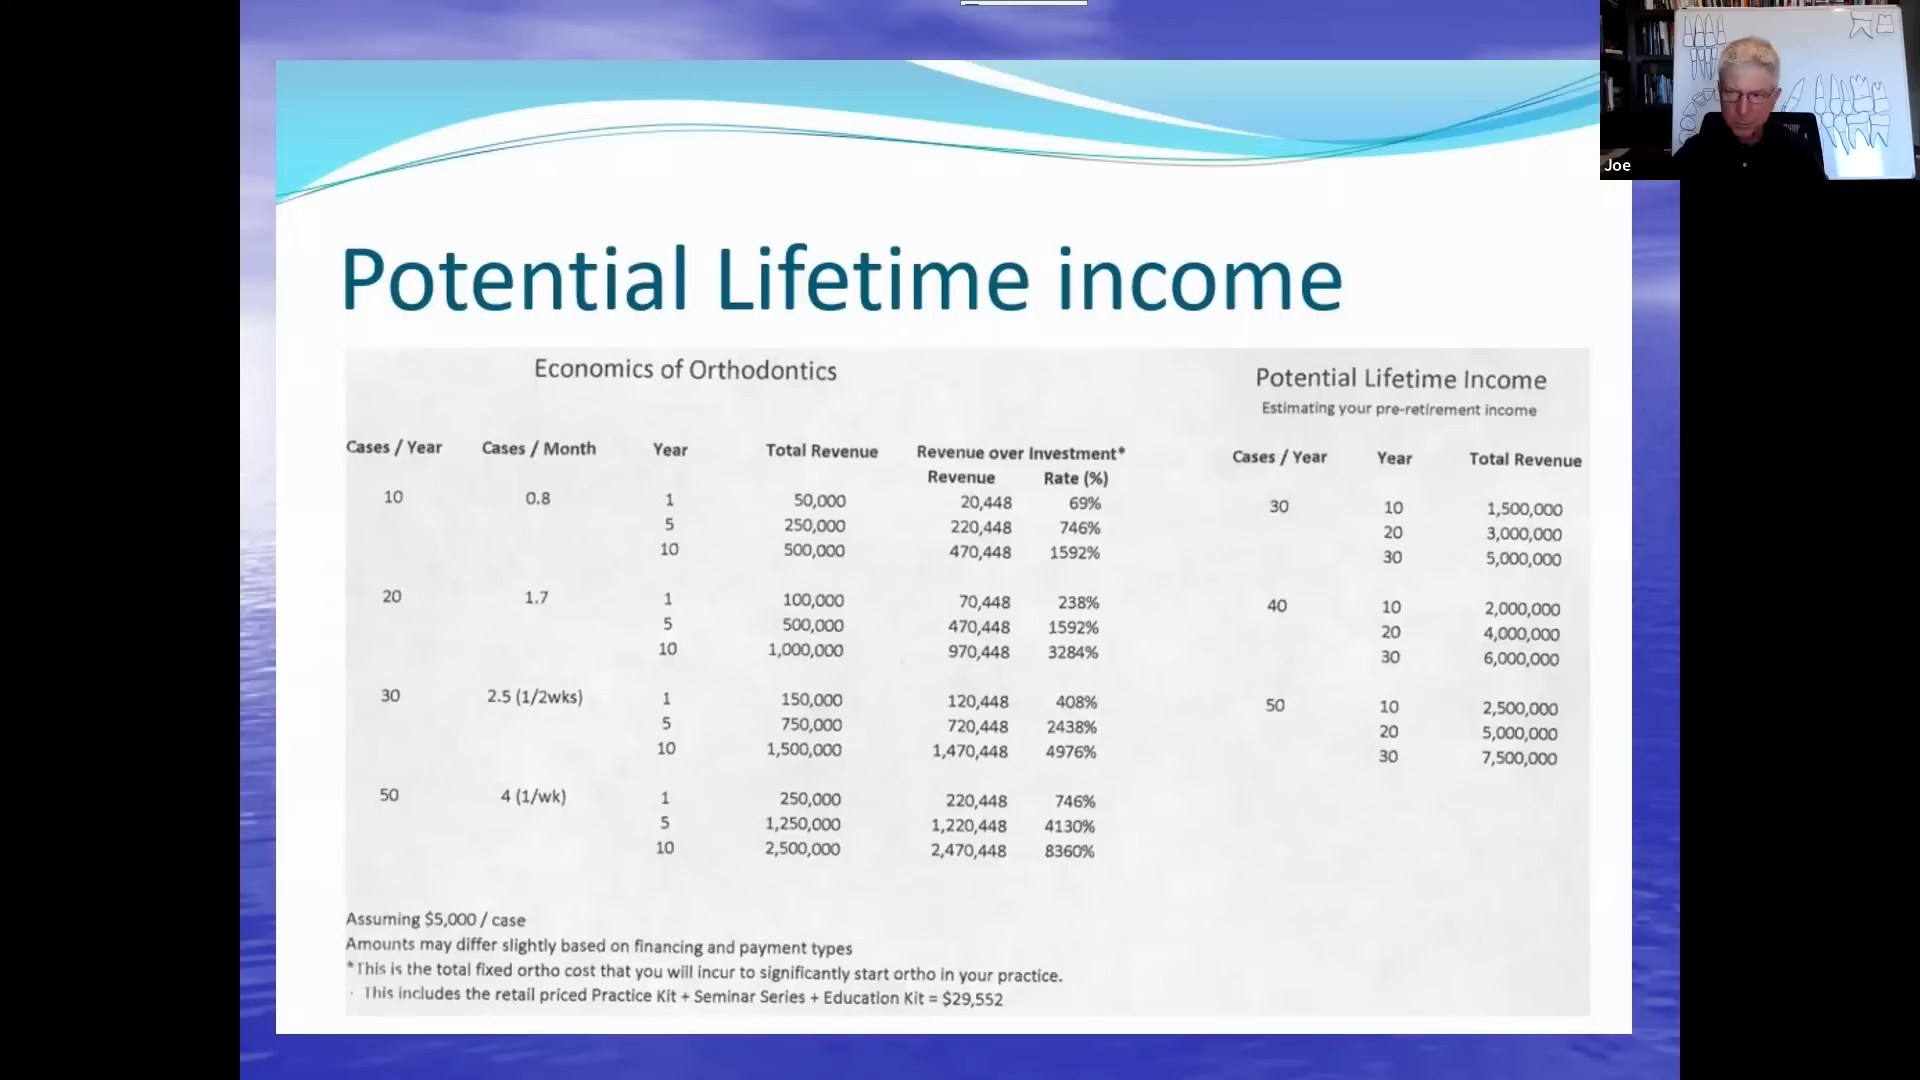 Joe
Potential Lifetime income
Economics of Orthodontics
Cases / Year Cases / Month Year Total Revenue Revenue over Investment*
Revenue Rate (%)
10 0.8 1 50,000 20,448 69%
5 250,000 220,448 746%
10 500,000 470,448 1592%
20 1.7 1 100,000 70,448 238%
5 500,000 470,448 1592%
10 1,000,000 970,448 3284%
30 2.5 (1/2wks) 1 150,000 120,448 408%
5 750,000 720,448 2438%
10 1,500,000 1,470,448 4976%
50 4 (1/wk) 1 250,000 220,448 746%
5 1,250,000 1,220,448 4130%
10 2,500,000 2,470,448 8360%
Assuming $5,000 / case
Amounts may differ slightly based on financing and payment types
*This is the total fixed ortho cost that you will incur to significantly start ortho in your practice.
· This includes the retail priced Practice Kit + Seminar Series + Education Kit = $29,552
Potential Lifetime Income
Estimating your pre-retirement income
Cases / Year Year Total Revenue
30 10 1,500,000
20 3,000,000
30 5,000,000
40 10 2,000,000
20 4,000,000
30 6,000,000
50 10 2,500,000
20 5,000,000
30 7,500,000